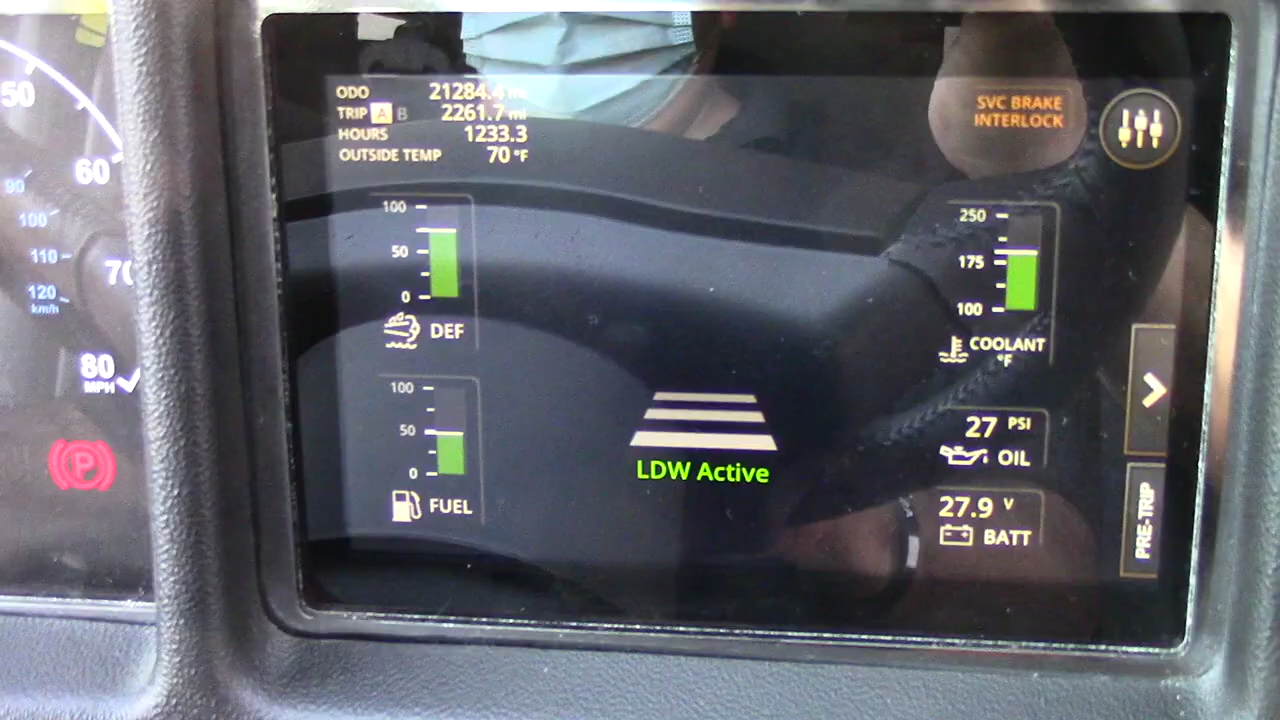 50
60
70
80
MPH
90
100
110
120
km/h
P
ODO 21284.4 mi
TRIP A B 2261.7 mi
HOURS 1233.3
OUTSIDE TEMP 70 °F
SVC BRAKE
INTERLOCK
100
50
0
DEF
100
50
0
FUEL
LDW Active
250
175
100
COOLANT
°F
27 PSI
OIL
27.9 V
BATT
PRE-TRIP